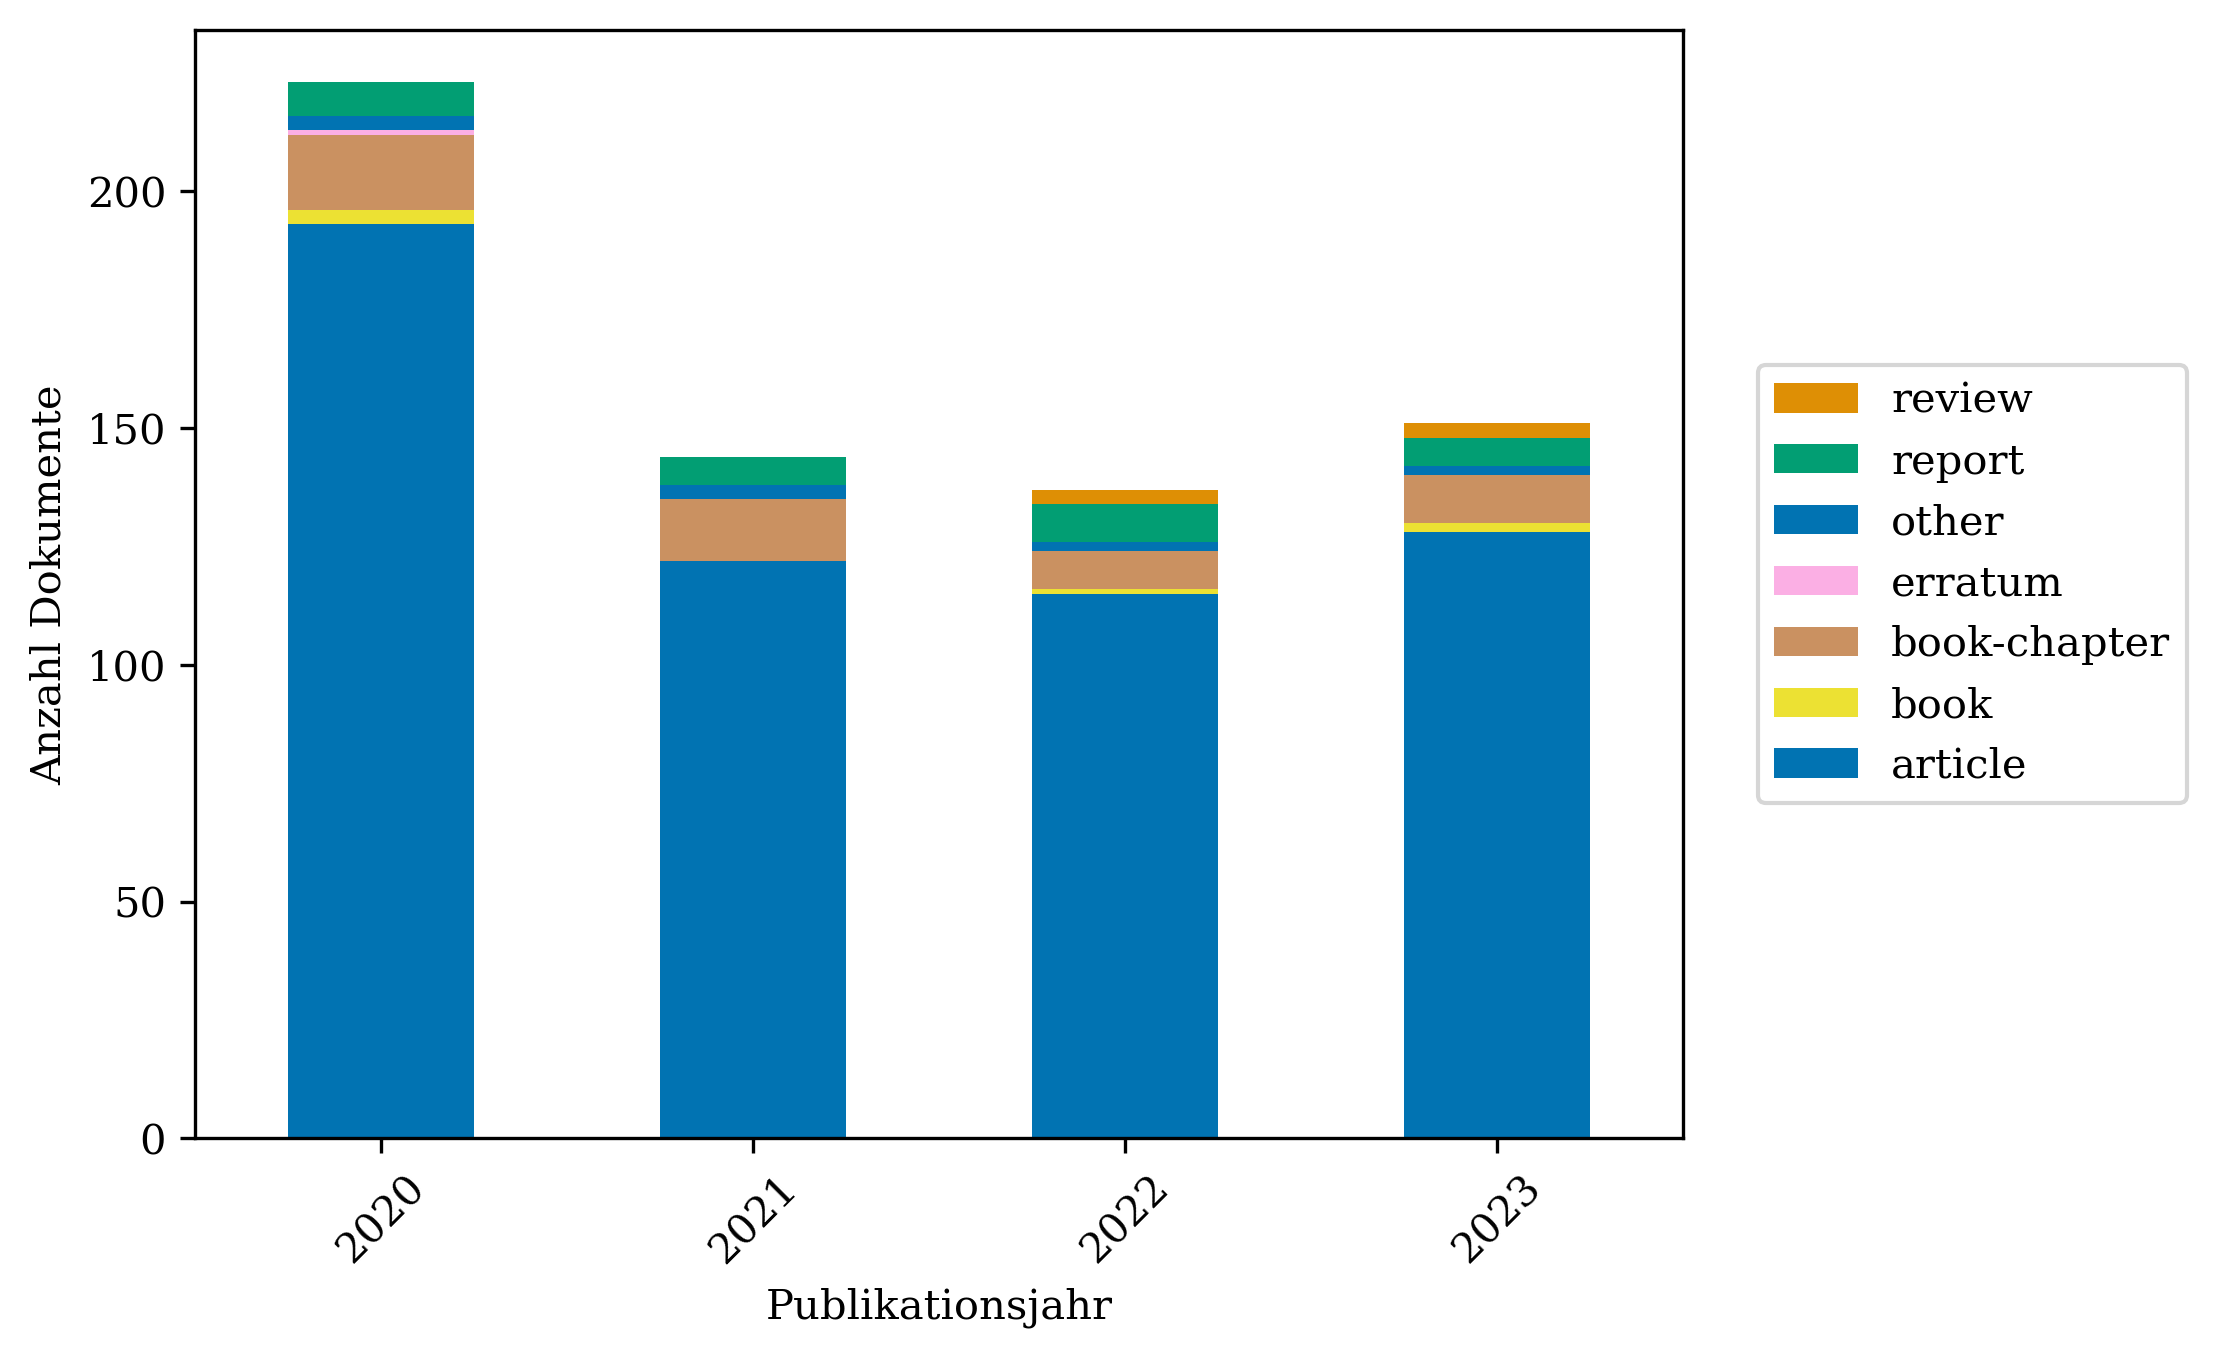 Anzahl Dokumente
200
150
100
50
0
2020
2021
2022
2023
Publikationsjahr
review
report
other
erratum
book-chapter
book
article